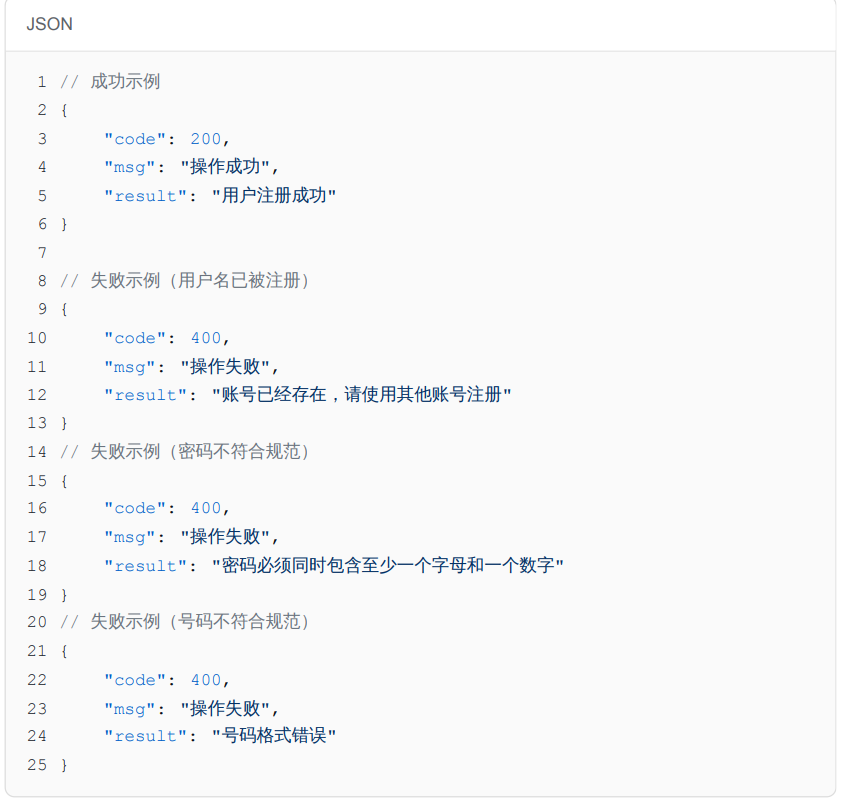 JSON
1 // 成功示例
2 {
3     "code": 200,
4     "msg": "操作成功",
5     "result": "用户注册成功"
6 }
7
8 // 失败示例（用户名已被注册）
9 {
10     "code": 400,
11     "msg": "操作失败",
12     "result": "账号已经存在，请使用其他账号注册"
13 }
14 // 失败示例（密码不符合规范）
15 {
16     "code": 400,
17     "msg": "操作失败",
18     "result": "密码必须同时包含至少一个字母和一个数字"
19 }
20 // 失败示例（号码不符合规范）
21 {
22     "code": 400,
23     "msg": "操作失败",
24     "result": "号码格式错误"
25 }